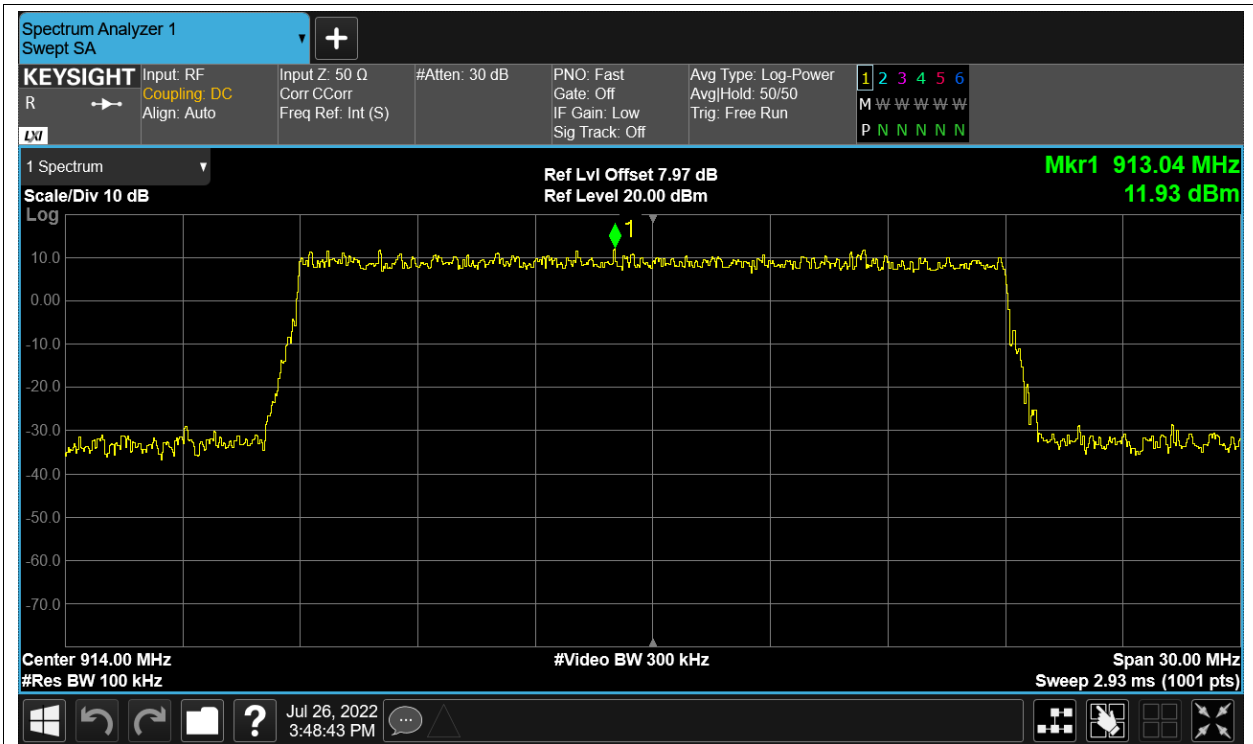 Spectrum Analyzer 1
Swept SA
KEYSIGHT
R
LXI
Input: RF
Coupling: DC
Align: Auto
Input Z: 50 Ω
Corr CCorr
Freq Ref: Int (S)
#Atten: 30 dB
PNO: Fast
Gate: Off
IF Gain: Low
Sig Track: Off
Avg Type: Log-Power
Avg|Hold: 50/50
Trig: Free Run
1 2 3 4 5 6
M W W W W W
P N N N N N
1 Spectrum
Scale/Div 10 dB
Log
Ref Lvl Offset 7.97 dB
Ref Level 20.00 dBm
Mkr1 913.04 MHz
11.93 dBm
1
10.0
0.00
-10.0
-20.0
-30.0
-40.0
-50.0
-60.0
-70.0
Center 914.00 MHz
#Res BW 100 kHz
#Video BW 300 kHz
Span 30.00 MHz
Sweep 2.93 ms (1001 pts)
?
Jul 26, 2022
3:48:43 PM